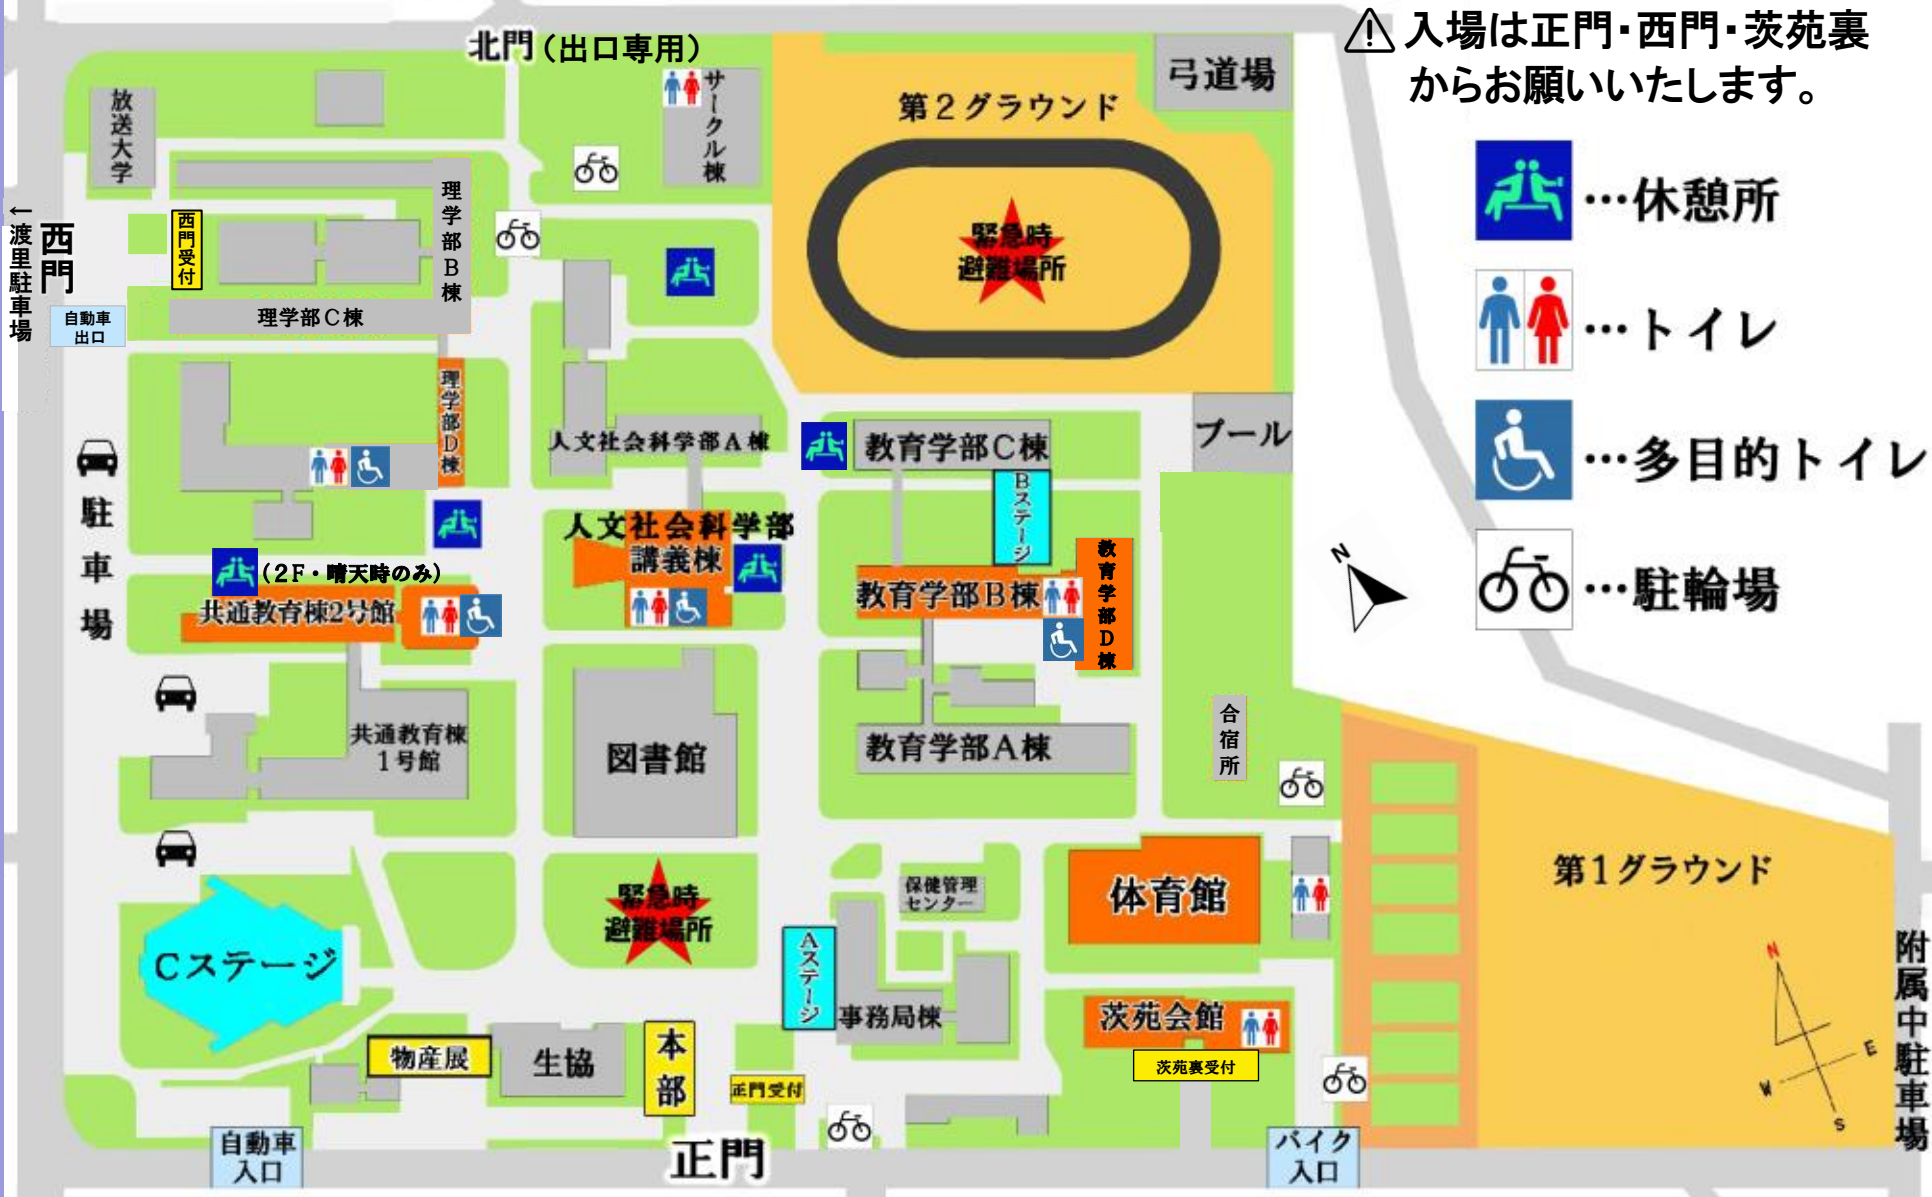 ⚠入場は正門・西門・茨苑裏
からお願いいたします。
北門（出口専用）
サークル棟
第２グラウンド
弓道場
放送大学
…休憩所
理学部B棟
西門受付
←渡里駐車場
西門
緊急時
避難場所
自動車
出口
理学部C棟
…トイレ
理学部D棟
人文社会科学部A棟
教育学部C棟
プール
…多目的トイレ
Bステージ
駐車場
人文社会科学部
講義棟
教育学部D棟
N
(2F・晴天時のみ)
共通教育棟2号館
教育学部B棟
…駐輪場
共通教育棟
1号館
図書館
教育学部A棟
合宿所
緊急時
避難場所
保健管理
センター
体育館
第1グラウンド
Cステージ
Aステージ
事務局棟
茨苑会館
附属中駐車場
N
E
W
S
物産展
生協
本部
正門受付
茨苑裏受付
自動車
入口
正門
バイク
入口